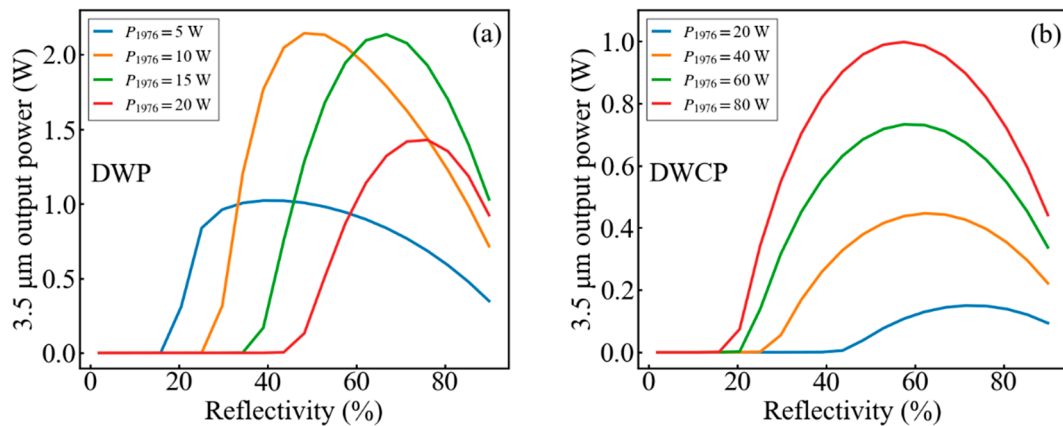 (a)
P1976 = 5 W
P1976 = 10 W
P1976 = 15 W
P1976 = 20 W
DWP
3.5 μm output power (W)
2.0
1.5
1.0
0.5
0.0
0 20 40 60 80
Reflectivity (%)
(b)
P1976 = 20 W
P1976 = 40 W
P1976 = 60 W
P1976 = 80 W
DWCP
3.5 μm output power (W)
1.0
0.8
0.6
0.4
0.2
0.0
0 20 40 60 80
Reflectivity (%)